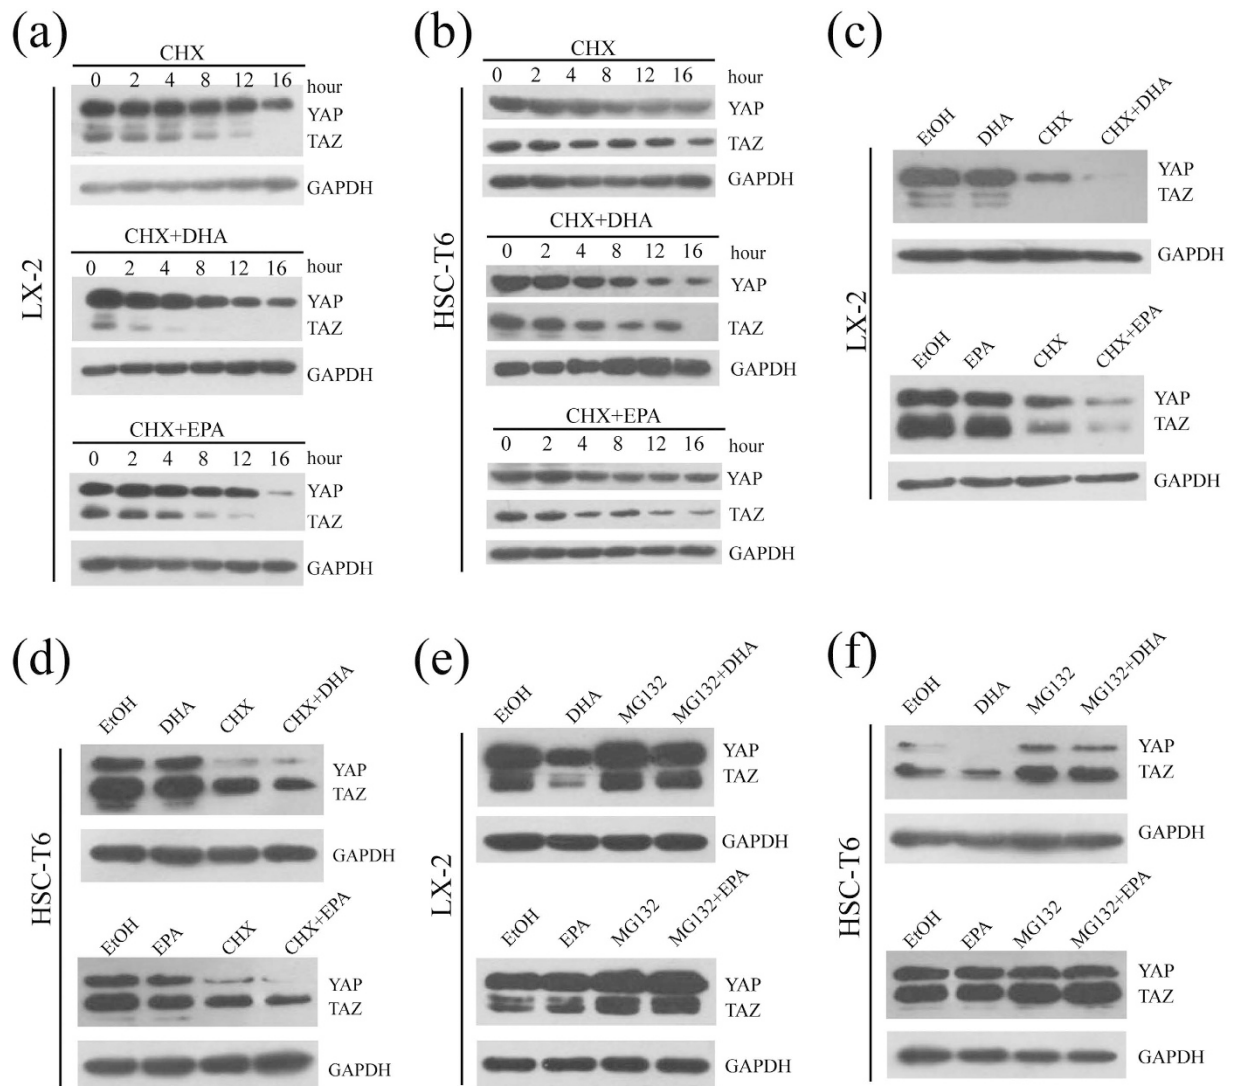 (a)
CHX
0 2 4 8 12 16 hour
YAP
TAZ
GAPDH
CHX+DHA
0 2 4 8 12 16 hour
YAP
TAZ
GAPDH
CHX+EPA
0 2 4 8 12 16 hour
YAP
TAZ
GAPDH
LX-2
(b)
CHX
0 2 4 8 12 16 hour
YAP
TAZ
GAPDH
CHX+DHA
0 2 4 8 12 16 hour
YAP
TAZ
GAPDH
CHX+EPA
0 2 4 8 12 16 hour
YAP
TAZ
GAPDH
HSC-T6
(c)
EtOH DHA CHX CHX+DHA
YAP
TAZ
GAPDH
EtOH EPA CHX CHX+EPA
YAP
TAZ
GAPDH
LX-2
(d)
EtOH DHA CHX CHX+DHA
YAP
TAZ
GAPDH
EtOH EPA CHX CHX+EPA
YAP
TAZ
GAPDH
HSC-T6
(e)
EtOH DHA MG132 MG132+DHA
YAP
TAZ
GAPDH
EtOH EPA MG132 MG132+EPA
YAP
TAZ
GAPDH
LX-2
(f)
EtOH DHA MG132 MG132+DHA
YAP
TAZ
GAPDH
EtOH EPA MG132 MG132+EPA
YAP
TAZ
GAPDH
HSC-T6